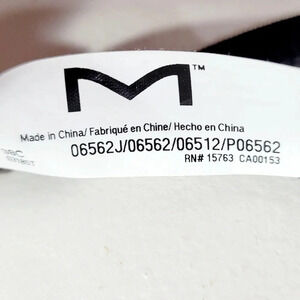 M™
Made in China/ Fabriqué en Chine/ Hecho en China
06562J/06562/06512/P06562
RN# 15763 CA00153